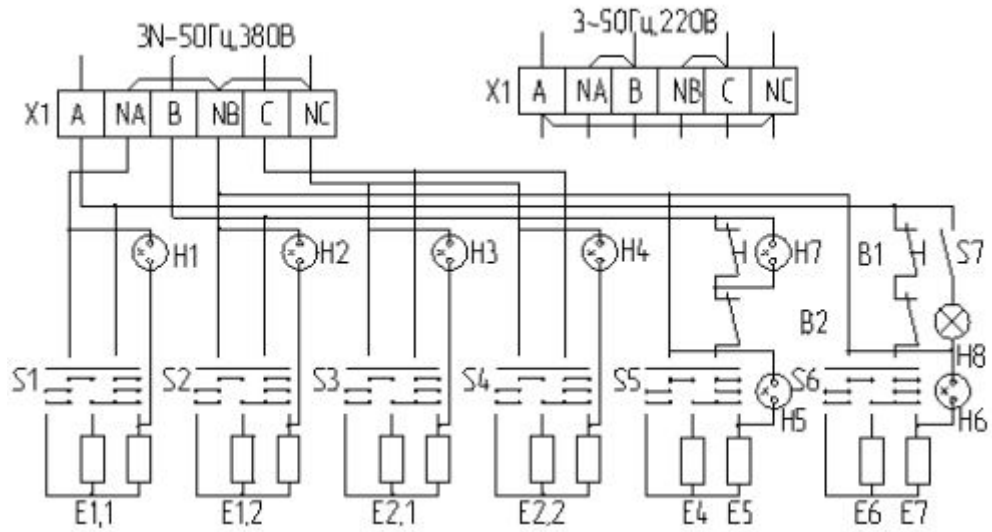 3N~50Гц,380В
3~50Гц,220В
X1 A NA B NB C NC
X1 A NA B NB C NC
H1 H2 H3 H4 H H7 B1 H S7
B2
S1 S2 S3 S4 S5 S6 H8
H5 H6
E1,1 E1,2 E2,1 E2,2 E4 E5 E6 E7